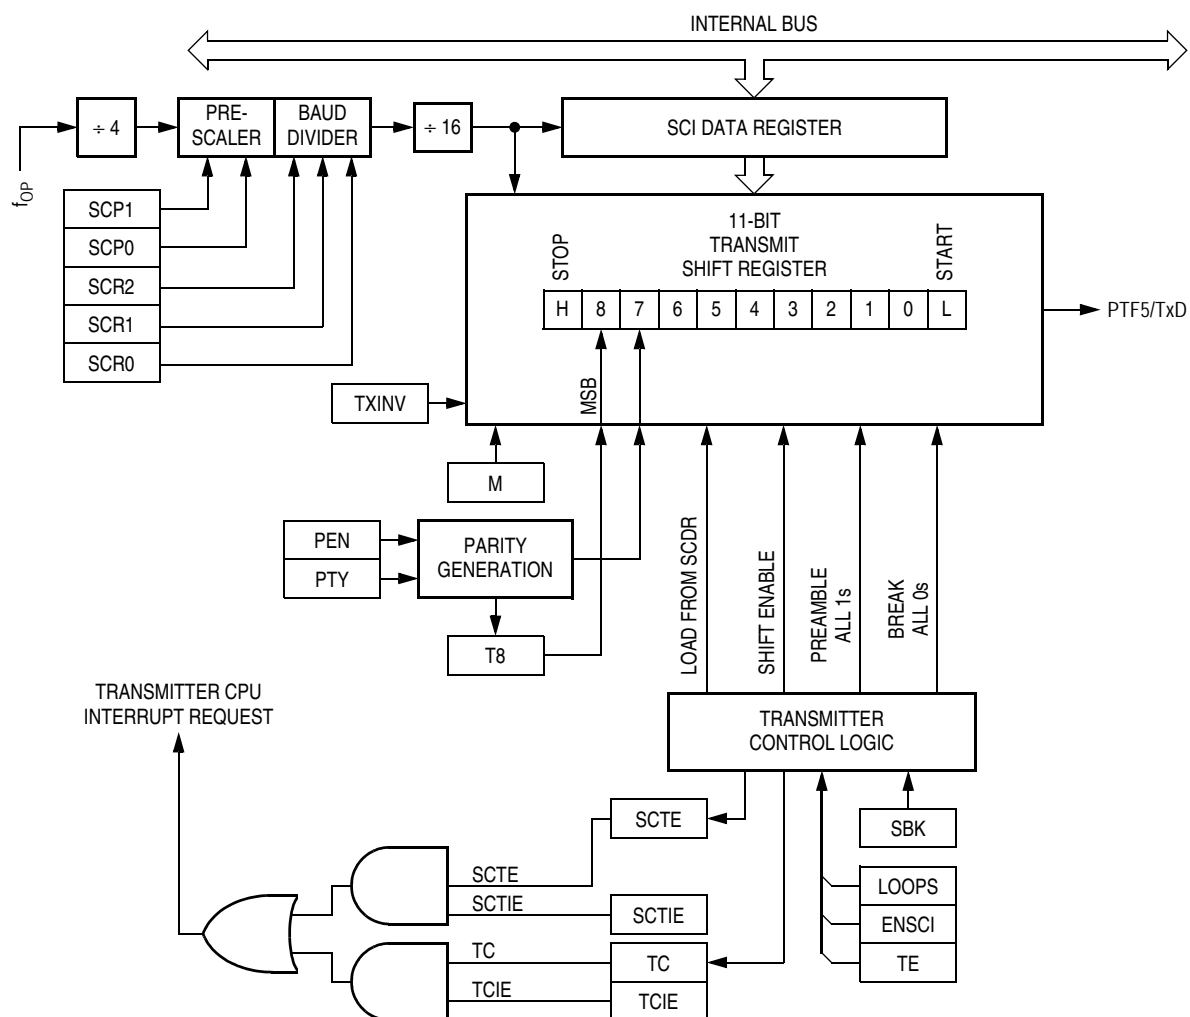 INTERNAL BUS
÷ 4
PRE-
SCALER
BAUD
DIVIDER
÷ 16
SCI DATA REGISTER
fOP
SCP1
SCP0
SCR2
SCR1
SCR0
11-BIT
TRANSMIT
SHIFT REGISTER
STOP
START
H 8 7 6 5 4 3 2 1 0 L
PTF5/TxD
TXINV
MSB
M
PEN
PTY
PARITY
GENERATION
T8
LOAD FROM SCDR
SHIFT ENABLE
PREAMBLE
ALL 1s
BREAK
ALL 0s
TRANSMITTER CPU
INTERRUPT REQUEST
TRANSMITTER
CONTROL LOGIC
SCTE
SBK
SCTE
SCTIE
SCTIE
LOOPS
ENSCI
TE
TC
TC
TCIE
TCIE